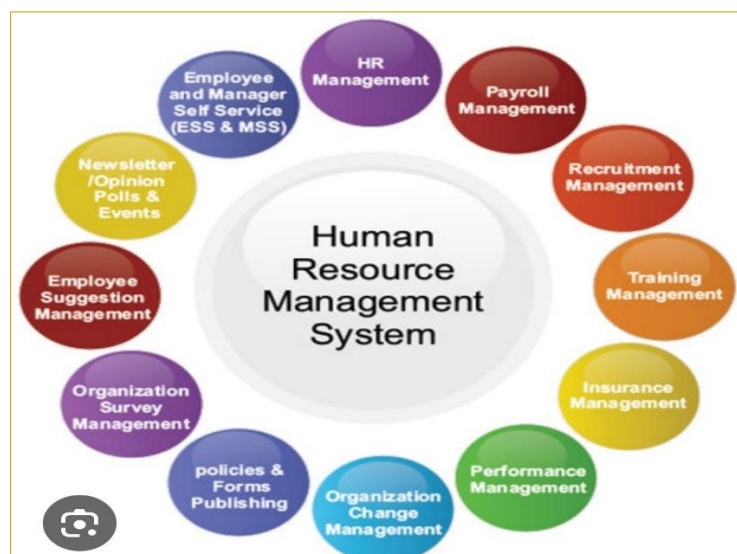 HR
Management
Payroll
Management
Recruitment
Management
Training
Management
Insurance
Management
Performance
Management
Organization
Change
Management
policies &
Forms
Publishing
Organization
Survey
Management
Employee
Suggestion
Management
Newsletter
/Opinion
Polls &
Events
Employee
and Manager
Self Service
(ESS & MSS)
Human
Resource
Management
System